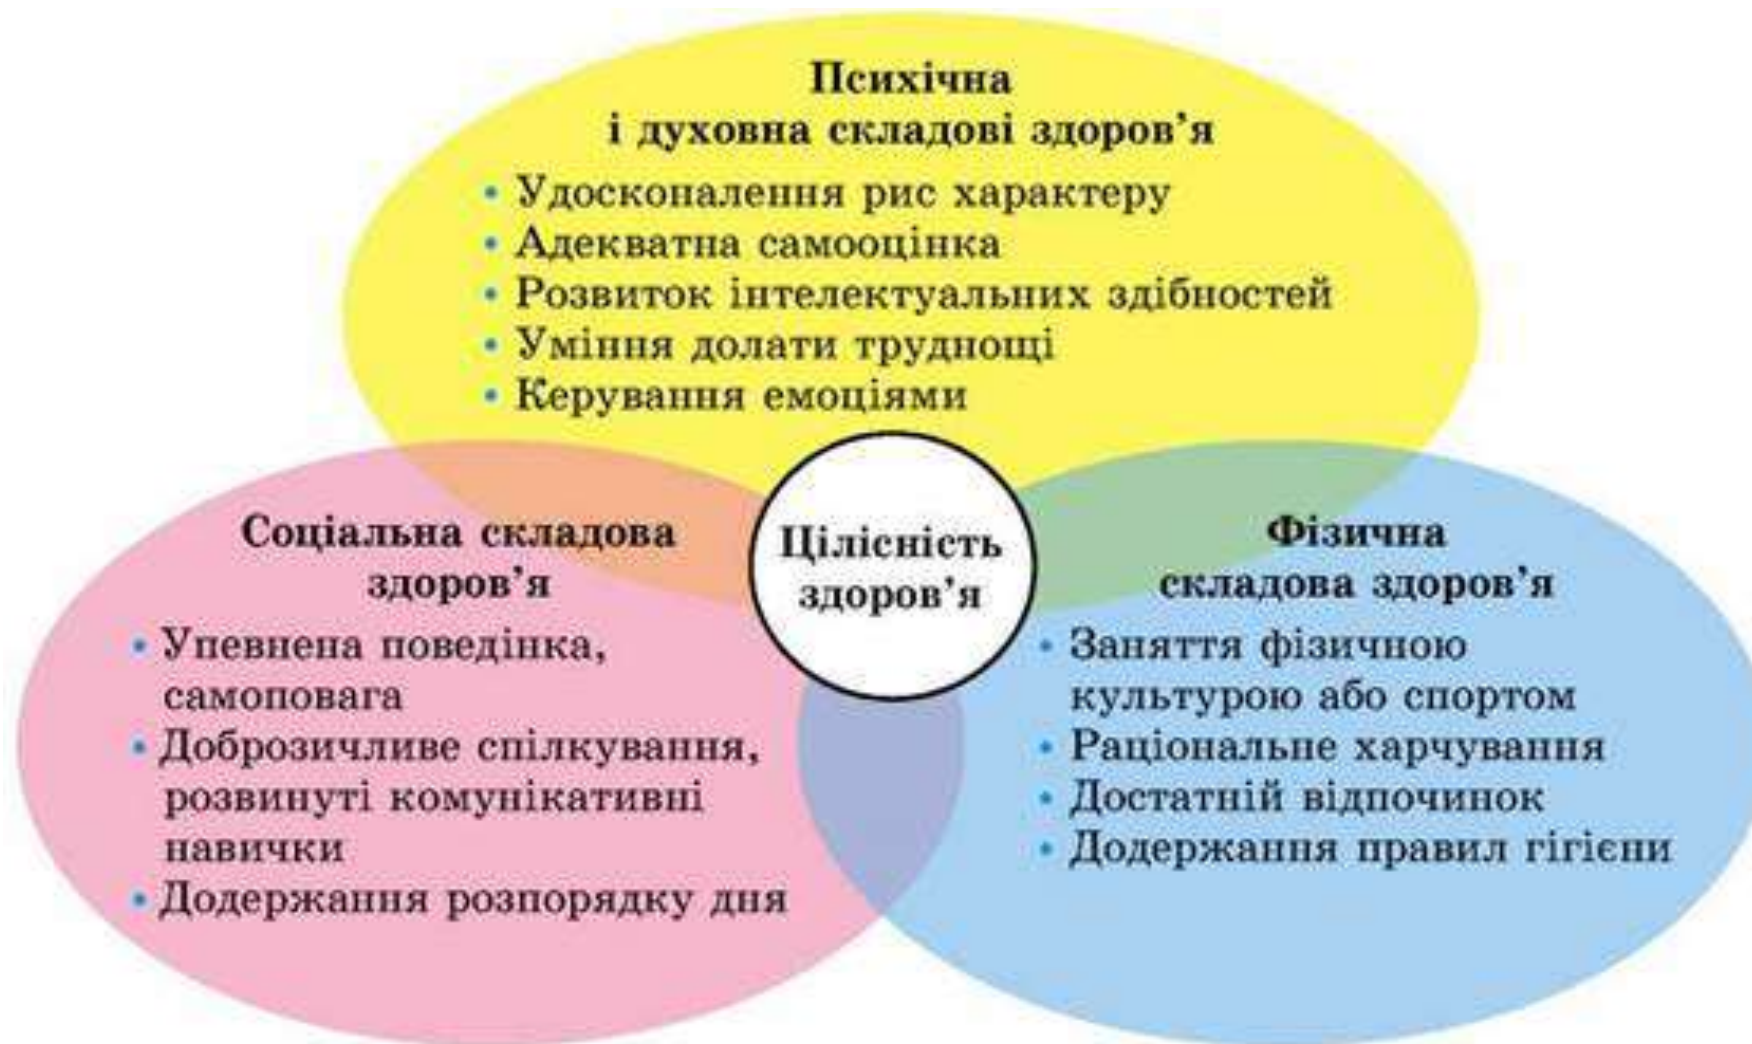 Психічна
і духовна складові здоров’я
• Удосконалення рис характеру
• Адекватна самооцінка
• Розвиток інтелектуальних здібностей
• Уміння долати труднощі
• Керування емоціями
Цілісність
здоров’я
Соціальна складова
здоров’я
• Упевнена поведінка,
самоповага
• Доброзичливе спілкування,
розвинуті комунікативні
навички
• Додержання розпорядку дня
Фізична
складова здоров’я
• Заняття фізичною
культурою або спортом
• Раціональне харчування
• Достатній відпочинок
• Додержання правил гігієни